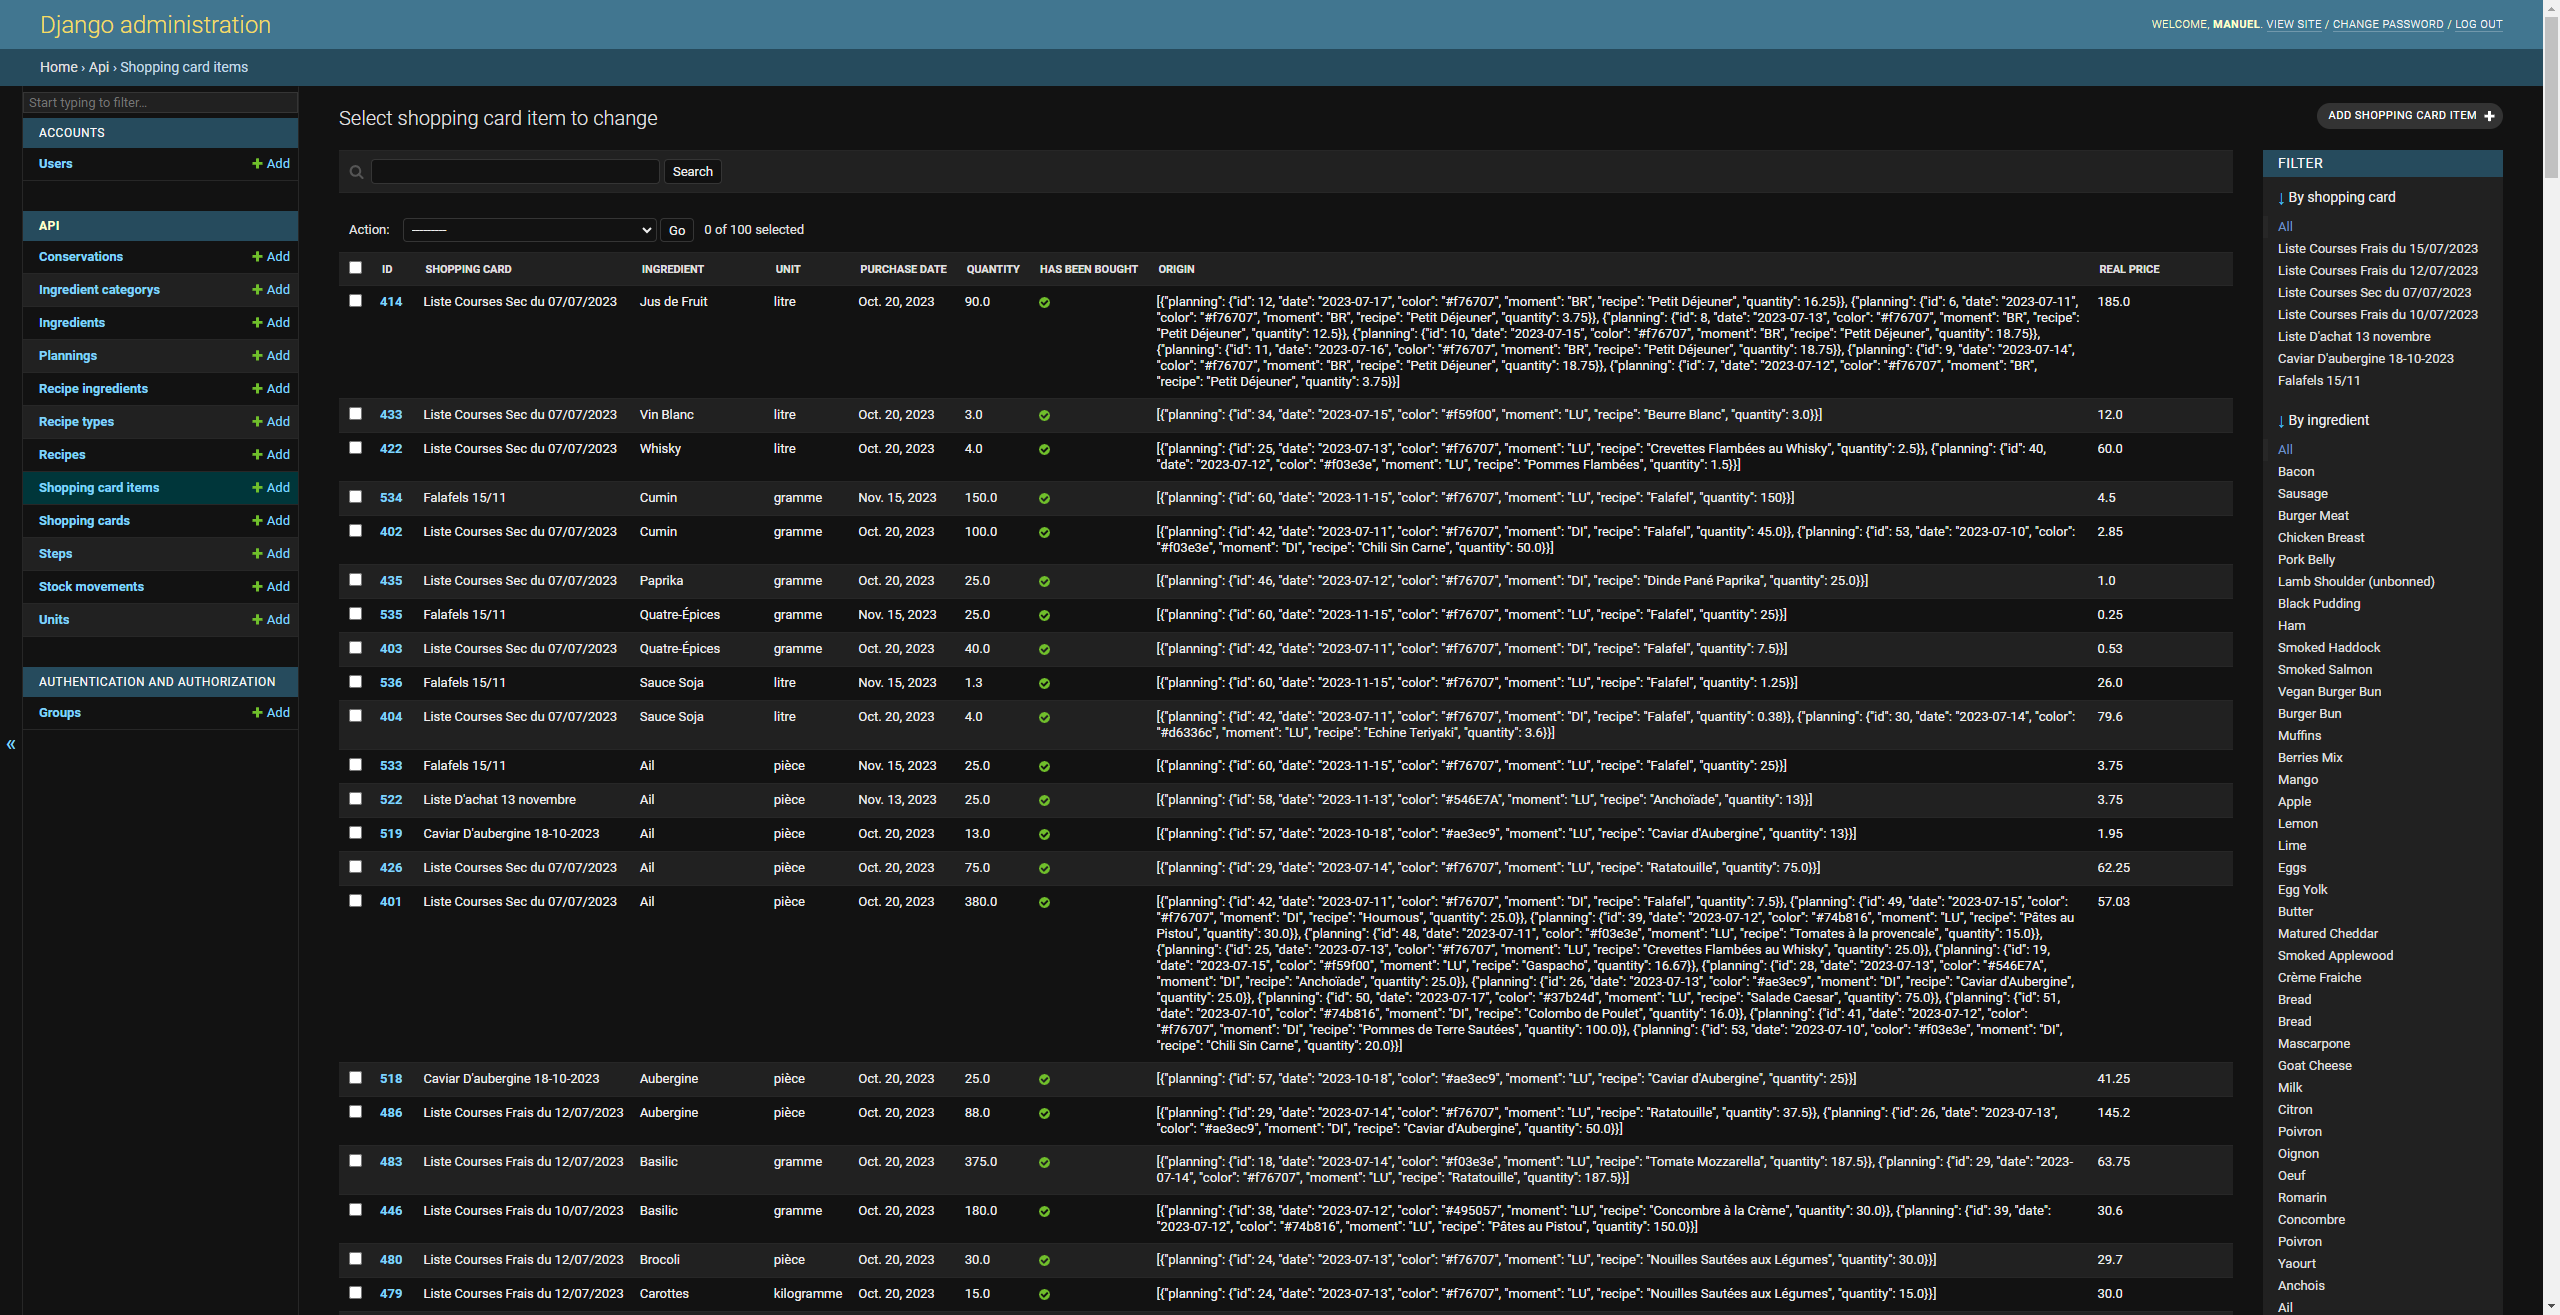 Django administration
WELCOME, MANUEL. VIEW SITE / CHANGE PASSWORD / LOG OUT
Home › Api › Shopping card items
Start typing to filter...
ACCOUNTS
Users + Add
API
Conservations + Add
Ingredient categorys + Add
Ingredients + Add
Plannings + Add
Recipe ingredients + Add
Recipe types + Add
Recipes + Add
Shopping card items + Add
Shopping cards + Add
Steps + Add
Stock movements + Add
Units + Add
AUTHENTICATION AND AUTHORIZATION
Groups + Add
«
Select shopping card item to change
ADD SHOPPING CARD ITEM +
Search
Action: --------- Go 0 of 100 selected
ID SHOPPING CARD INGREDIENT UNIT PURCHASE DATE QUANTITY HAS BEEN BOUGHT ORIGIN REAL PRICE
414 Liste Courses Sec du 07/07/2023 Jus de Fruit litre Oct. 20, 2023 90.0 [{"planning": {"id": 12, "date": "2023-07-17", "color": "#f76707", "moment": "BR", "recipe": "Petit Déjeuner", "quantity": 16.25}}, {"planning": {"id": 6, "date": "2023-07-11", 185.0
"color": "#f76707", "moment": "BR", "recipe": "Petit Déjeuner", "quantity": 3.75}}, {"planning": {"id": 8, "date": "2023-07-13", "color": "#f76707", "moment": "BR", "recipe":
"Petit Déjeuner", "quantity": 12.5}}, {"planning": {"id": 10, "date": "2023-07-15", "color": "#f76707", "moment": "BR", "recipe": "Petit Déjeuner", "quantity": 18.75}},
{"planning": {"id": 11, "date": "2023-07-16", "color": "#f76707", "moment": "BR", "recipe": "Petit Déjeuner", "quantity": 18.75}}, {"planning": {"id": 9, "date": "2023-07-14",
"color": "#f76707", "moment": "BR", "recipe": "Petit Déjeuner", "quantity": 18.75}}, {"planning": {"id": 7, "date": "2023-07-12", "color": "#f76707", "moment": "BR",
"recipe": "Petit Déjeuner", "quantity": 3.75}}]
433 Liste Courses Sec du 07/07/2023 Vin Blanc litre Oct. 20, 2023 3.0 [{"planning": {"id": 34, "date": "2023-07-15", "color": "#f59f00", "moment": "LU", "recipe": "Beurre Blanc", "quantity": 3.0}}] 12.0
422 Liste Courses Sec du 07/07/2023 Whisky litre Oct. 20, 2023 4.0 [{"planning": {"id": 25, "date": "2023-07-13", "color": "#f76707", "moment": "LU", "recipe": "Crevettes Flambées au Whisky", "quantity": 2.5}}, {"planning": {"id": 40, 60.0
"date": "2023-07-12", "color": "#f03e3e", "moment": "LU", "recipe": "Pommes Flambées", "quantity": 1.5}}]
534 Falafels 15/11 Cumin gramme Nov. 15, 2023 150.0 [{"planning": {"id": 60, "date": "2023-11-15", "color": "#f76707", "moment": "LU", "recipe": "Falafel", "quantity": 150}}] 4.5
402 Liste Courses Sec du 07/07/2023 Cumin gramme Oct. 20, 2023 100.0 [{"planning": {"id": 42, "date": "2023-07-11", "color": "#f76707", "moment": "DI", "recipe": "Falafel", "quantity": 45.0}}, {"planning": {"id": 53, "date": "2023-07-10", "color": 2.85
"#f03e3e", "moment": "DI", "recipe": "Chili Sin Carne", "quantity": 50.0}}]
435 Liste Courses Sec du 07/07/2023 Paprika gramme Oct. 20, 2023 25.0 [{"planning": {"id": 46, "date": "2023-07-12", "color": "#f76707", "moment": "DI", "recipe": "Dinde Pané Paprika", "quantity": 25.0}}] 1.0
535 Falafels 15/11 Quatre-Épices gramme Nov. 15, 2023 25.0 [{"planning": {"id": 60, "date": "2023-11-15", "color": "#f76707", "moment": "LU", "recipe": "Falafel", "quantity": 25}}] 0.25
403 Liste Courses Sec du 07/07/2023 Quatre-Épices gramme Oct. 20, 2023 40.0 [{"planning": {"id": 42, "date": "2023-07-11", "color": "#f76707", "moment": "DI", "recipe": "Falafel", "quantity": 7.5}}] 0.53
536 Falafels 15/11 Sauce Soja litre Nov. 15, 2023 1.3 [{"planning": {"id": 60, "date": "2023-11-15", "color": "#f76707", "moment": "LU", "recipe": "Falafel", "quantity": 1.25}}] 26.0
404 Liste Courses Sec du 07/07/2023 Sauce Soja litre Oct. 20, 2023 4.0 [{"planning": {"id": 42, "date": "2023-07-11", "color": "#f76707", "moment": "DI", "recipe": "Falafel", "quantity": 0.38}}, {"planning": {"id": 30, "date": "2023-07-14", "color": 79.6
"#d6336c", "moment": "LU", "recipe": "Echine Teriyaki", "quantity": 3.6}}]
533 Falafels 15/11 Ail pièce Nov. 15, 2023 25.0 [{"planning": {"id": 60, "date": "2023-11-15", "color": "#f76707", "moment": "LU", "recipe": "Falafel", "quantity": 25}}] 3.75
522 Liste D'achat 13 novembre Ail pièce Nov. 13, 2023 25.0 [{"planning": {"id": 58, "date": "2023-11-13", "color": "#546E7A", "moment": "LU", "recipe": "Anchoïade", "quantity": 13}}] 3.75
519 Caviar D'aubergine 18-10-2023 Ail pièce Oct. 20, 2023 13.0 [{"planning": {"id": 57, "date": "2023-10-18", "color": "#ae3ec9", "moment": "LU", "recipe": "Caviar d'Aubergine", "quantity": 13}}] 1.95
426 Liste Courses Sec du 07/07/2023 Ail pièce Oct. 20, 2023 75.0 [{"planning": {"id": 29, "date": "2023-07-14", "color": "#f76707", "moment": "LU", "recipe": "Ratatouille", "quantity": 75.0}}] 62.25
401 Liste Courses Sec du 07/07/2023 Ail pièce Oct. 20, 2023 380.0 [{"planning": {"id": 42, "date": "2023-07-11", "color": "#f76707", "moment": "DI", "recipe": "Falafel", "quantity": 7.5}}, {"planning": {"id": 49, "date": "2023-07-15", "color": 57.03
"#f76707", "moment": "DI", "recipe": "Houmous", "quantity": 25.0}}, {"planning": {"id": 39, "date": "2023-07-12", "color": "#74b816", "moment": "LU", "recipe": "Pâtes au
Pistou", "quantity": 30.0}}, {"planning": {"id": 48, "date": "2023-07-11", "color": "#f03e3e", "moment": "LU", "recipe": "Tomates à la provencale", "quantity": 15.0}},
{"planning": {"id": 25, "date": "2023-07-13", "color": "#f76707", "moment": "LU", "recipe": "Crevettes Flambées au Whisky", "quantity": 25.0}}, {"planning": {"id": 19,
"date": "2023-07-15", "color": "#f59f00", "moment": "LU", "recipe": "Gaspacho", "quantity": 16.67}}, {"planning": {"id": 28, "date": "2023-07-13", "color": "#546E7A",
"moment": "DI", "recipe": "Anchoïade", "quantity": 25.0}}, {"planning": {"id": 26, "date": "2023-07-13", "color": "#ae3ec9", "moment": "DI", "recipe": "Caviar d'Aubergine",
"quantity": 25.0}}, {"planning": {"id": 50, "date": "2023-07-17", "color": "#37b24d", "moment": "LU", "recipe": "Salade Caesar", "quantity": 75.0}}, {"planning": {"id": 51,
"date": "2023-07-10", "color": "#74b816", "moment": "DI", "recipe": "Colombo de Poulet", "quantity": 16.0}}, {"planning": {"id": 41, "date": "2023-07-12", "color":
"#f76707", "moment": "DI", "recipe": "Pommes de Terre Sautées", "quantity": 100.0}}, {"planning": {"id": 53, "date": "2023-07-10", "color": "#f03e3e", "moment": "DI",
"recipe": "Chili Sin Carne", "quantity": 20.0}}]
518 Caviar D'aubergine 18-10-2023 Aubergine pièce Oct. 20, 2023 25.0 [{"planning": {"id": 57, "date": "2023-10-18", "color": "#ae3ec9", "moment": "LU", "recipe": "Caviar d'Aubergine", "quantity": 25}}] 41.25
486 Liste Courses Frais du 12/07/2023 Aubergine pièce Oct. 20, 2023 88.0 [{"planning": {"id": 29, "date": "2023-07-14", "color": "#f76707", "moment": "LU", "recipe": "Ratatouille", "quantity": 37.5}}, {"planning": {"id": 26, "date": "2023-07-13", 145.2
"color": "#ae3ec9", "moment": "DI", "recipe": "Caviar d'Aubergine", "quantity": 50.0}}]
483 Liste Courses Frais du 12/07/2023 Basilic gramme Oct. 20, 2023 375.0 [{"planning": {"id": 18, "date": "2023-07-14", "color": "#f03e3e", "moment": "LU", "recipe": "Tomate Mozzarella", "quantity": 187.5}}, {"planning": {"id": 29, "date": "2023- 63.75
07-14", "color": "#f76707", "moment": "LU", "recipe": "Ratatouille", "quantity": 187.5}}]
446 Liste Courses Frais du 10/07/2023 Basilic gramme Oct. 20, 2023 180.0 [{"planning": {"id": 38, "date": "2023-07-12", "color": "#495057", "moment": "LU", "recipe": "Concombre à la Crème", "quantity": 30.0}}, {"planning": {"id": 39, "date": 30.6
"2023-07-12", "color": "#74b816", "moment": "LU", "recipe": "Pâtes au Pistou", "quantity": 150.0}}]
480 Liste Courses Frais du 12/07/2023 Brocoli pièce Oct. 20, 2023 30.0 [{"planning": {"id": 24, "date": "2023-07-13", "color": "#f76707", "moment": "LU", "recipe": "Nouilles Sautées aux Légumes", "quantity": 30.0}}] 29.7
479 Liste Courses Frais du 12/07/2023 Carottes kilogramme Oct. 20, 2023 15.0 [{"planning": {"id": 24, "date": "2023-07-13", "color": "#f76707", "moment": "LU", "recipe": "Nouilles Sautées aux Légumes", "quantity": 15.0}}] 30.0
FILTER
↓ By shopping card
All
Liste Courses Frais du 15/07/2023
Liste Courses Frais du 12/07/2023
Liste Courses Sec du 07/07/2023
Liste Courses Frais du 10/07/2023
Liste D'achat 13 novembre
Caviar D'aubergine 18-10-2023
Falafels 15/11
↓ By ingredient
All
Bacon
Sausage
Burger Meat
Chicken Breast
Pork Belly
Lamb Shoulder (unbonned)
Black Pudding
Ham
Smoked Haddock
Smoked Salmon
Vegan Burger Bun
Burger Bun
Muffins
Berries Mix
Mango
Apple
Lemon
Lime
Eggs
Egg Yolk
Butter
Matured Cheddar
Smoked Applewood
Crème Fraiche
Bread
Bread
Mascarpone
Goat Cheese
Milk
Citron
Poivron
Oignon
Oeuf
Romarin
Concombre
Poivron
Yaourt
Anchois
Ail